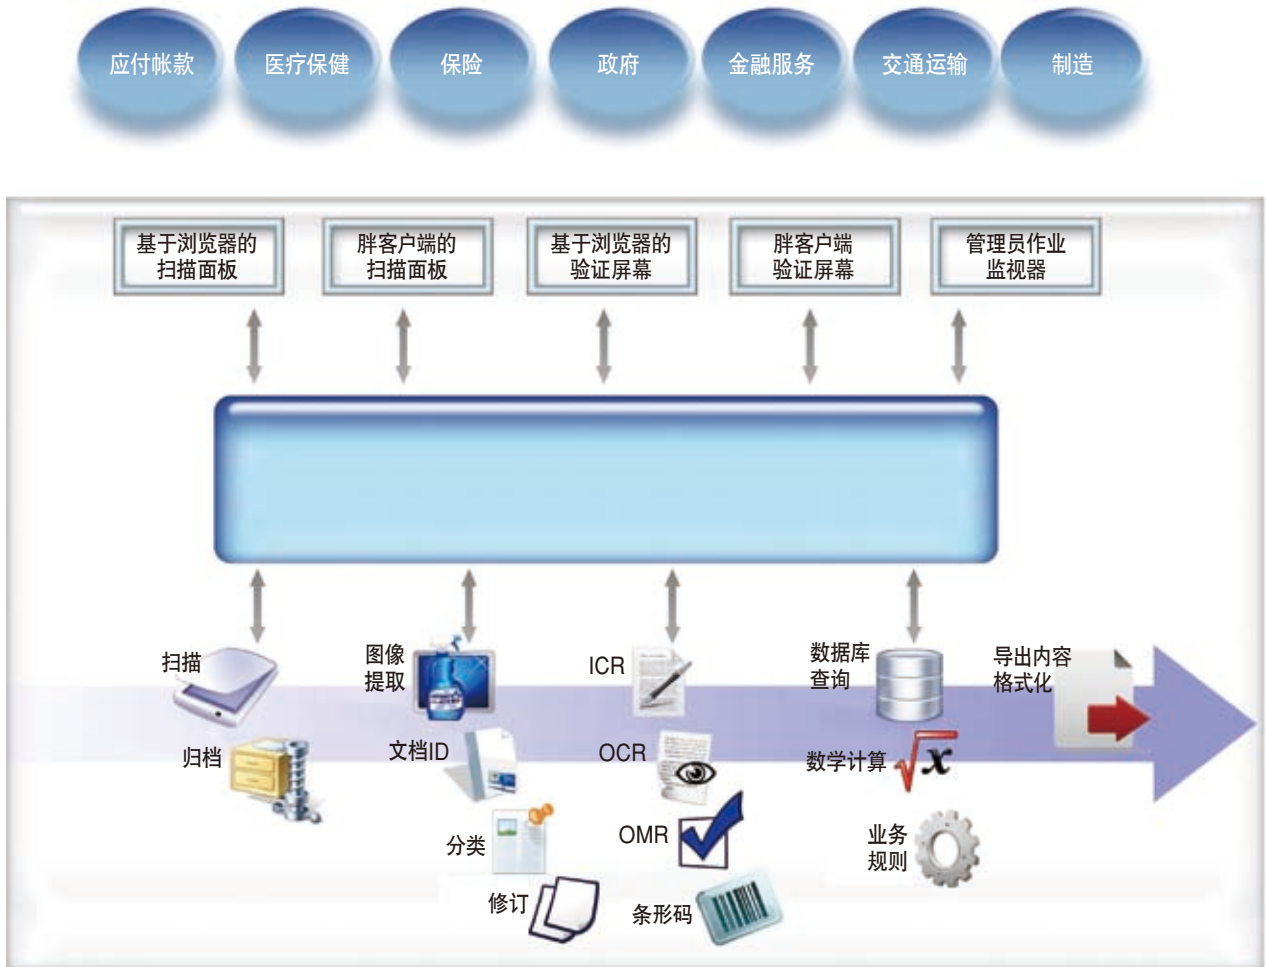 应付帐款
医疗保健
保险
政府
金融服务
交通运输
制造
基于浏览器的
扫描面板
胖客户端的
扫描面板
基于浏览器的
验证屏幕
胖客户端
验证屏幕
管理员作业
监视器
扫描
归档
图像
提取
文档ID
分类
修订
ICR
OCR
OMR
条形码
数据库
查询
数学计算
业务
规则
导出内容
格式化